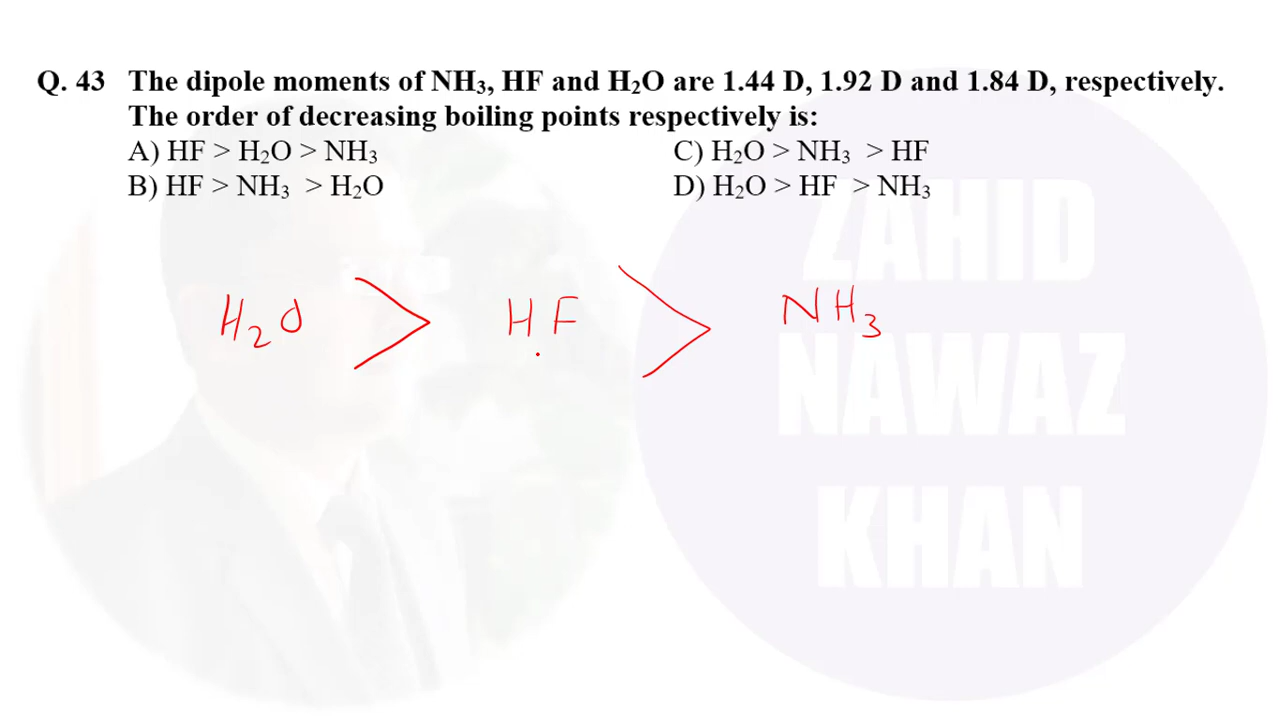 Q. 43 The dipole moments of NH₃, HF and H₂O are 1.44 D, 1.92 D and 1.84 D, respectively.
The order of decreasing boiling points respectively is:
A) HF > H₂O > NH₃ C) H₂O > NH₃ > HF
B) HF > NH₃ > H₂O D) H₂O > HF > NH₃
H₂O > HF > NH₃
ZAHID
NAWAZ
KHAN